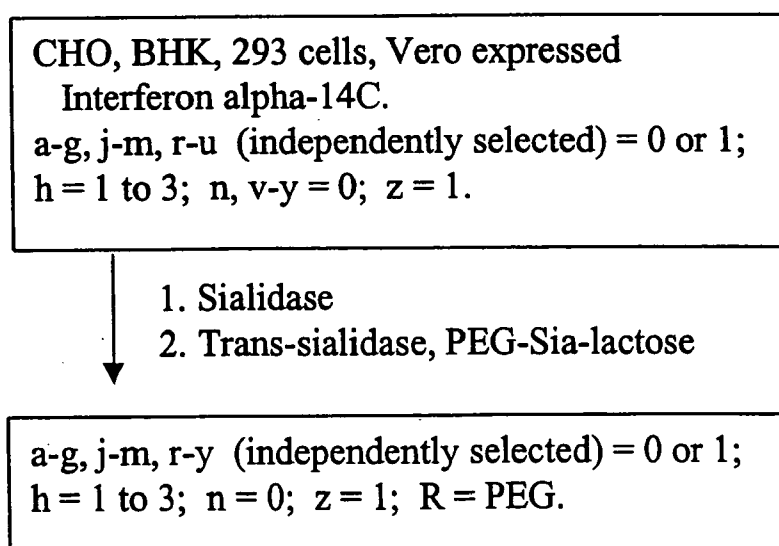 CHO, BHK, 293 cells, Vero expressed
Interferon alpha-14C.
a-g, j-m, r-u (independently selected) = 0 or 1;
h = 1 to 3; n, v-y = 0; z = 1.
1. Sialidase
2. Trans-sialidase, PEG-Sia-lactose
a-g, j-m, r-y (independently selected) = 0 or 1;
h = 1 to 3; n = 0; z = 1; R = PEG.